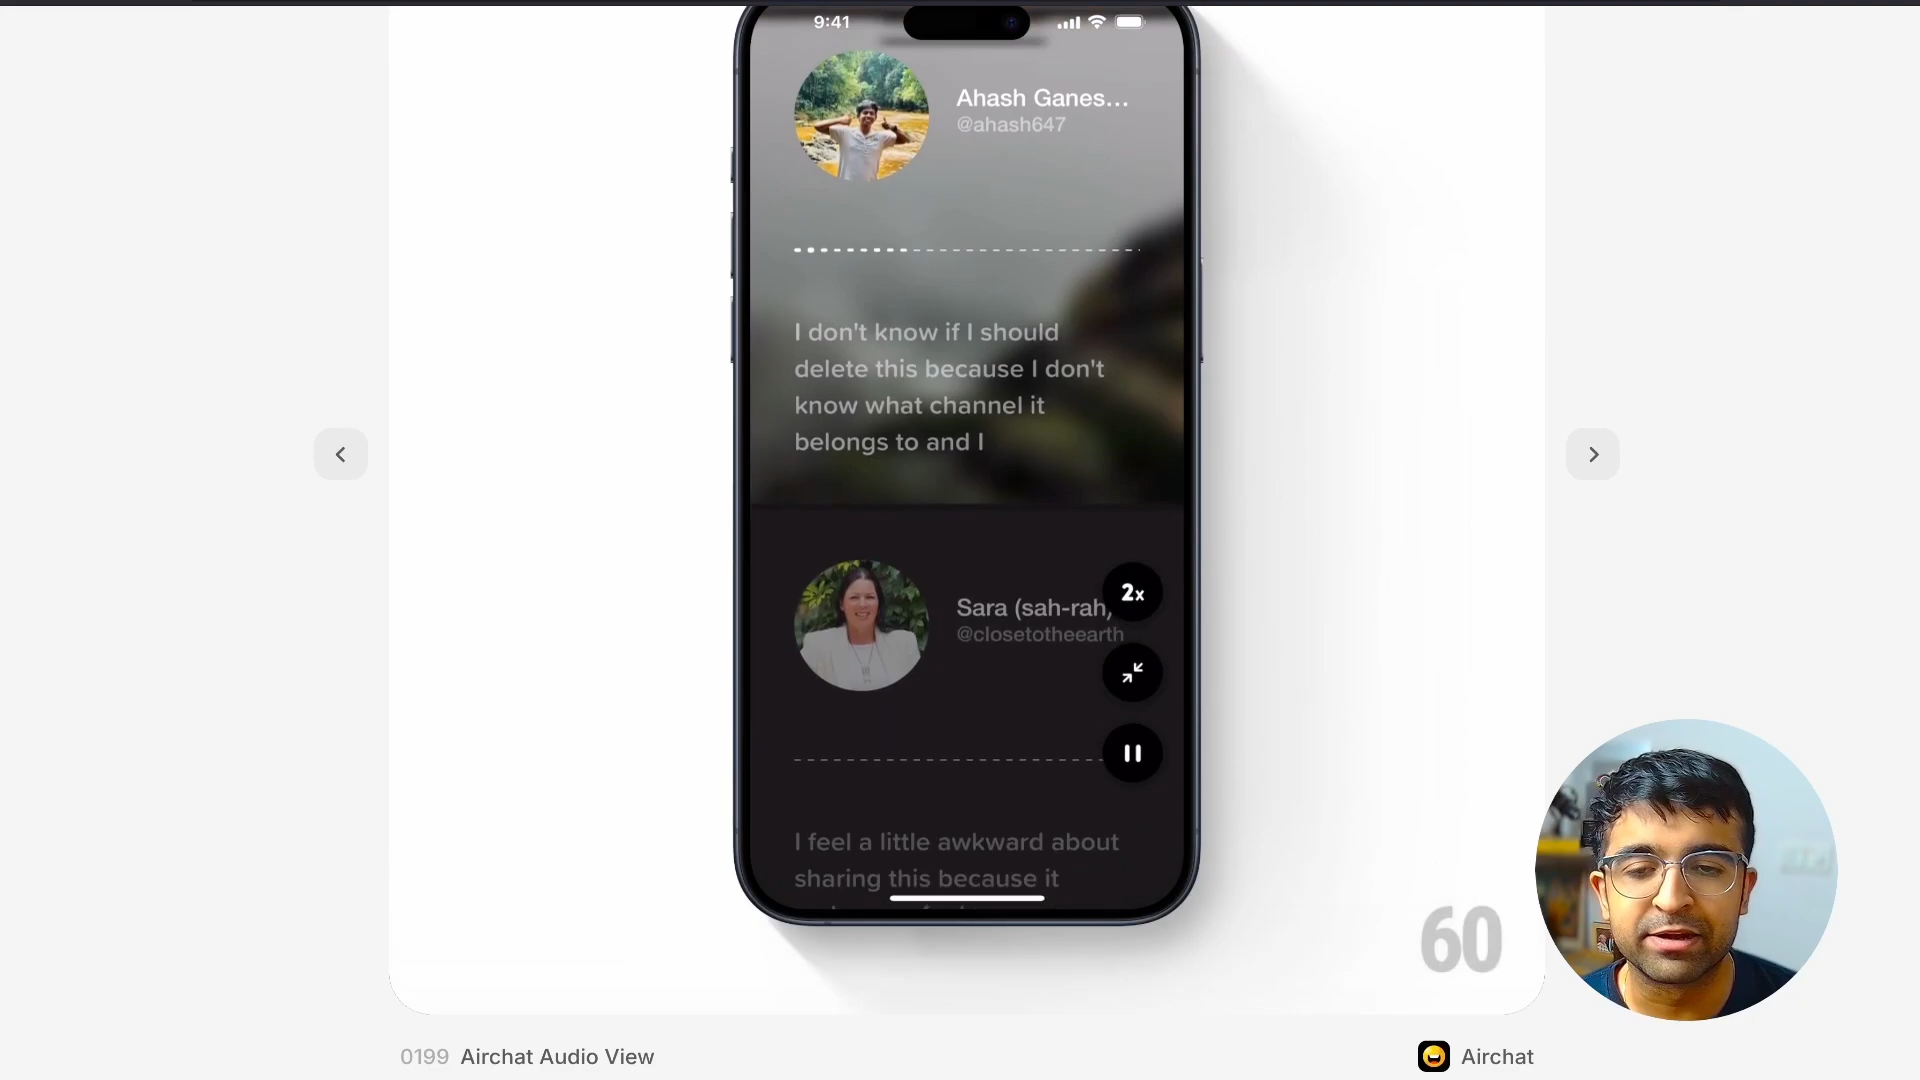 9:41
Ahash Ganes...
@ahash647
I don't know if I should
delete this because I don't
know what channel it
belongs to and I
2x
Sara (sah-rah)
@closetotheearth
I feel a little awkward about
sharing this because it
60
0199 Airchat Audio View
Airchat